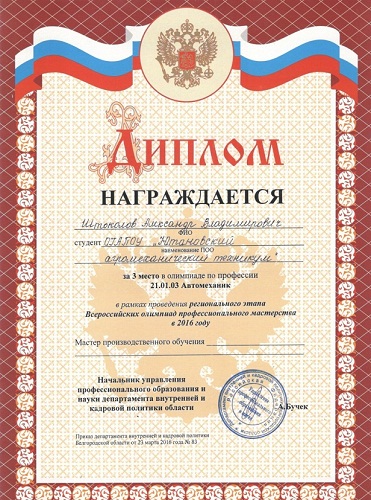 ДИПЛОМ
НАГРАЖДАЕТСЯ
Александр Владимирович
ФИО
студент ОГАПОУ "Ютановский
наименование ПОО
агромеханический техникум"
за 3 место в олимпиаде по профессии
21.01.03 Автомеханик
в рамках проведения регионального этапа
Всероссийских олимпиад профессионального мастерства
в 2016 году
Мастер производственного обучения
Начальник управления
профессионального образования и
науки департамента внутренней и
кадровой политики области
А.Бучек
Приказ департамента внутренней и кадровой политики
Белгородской области от 23 марта 2016 года № 83